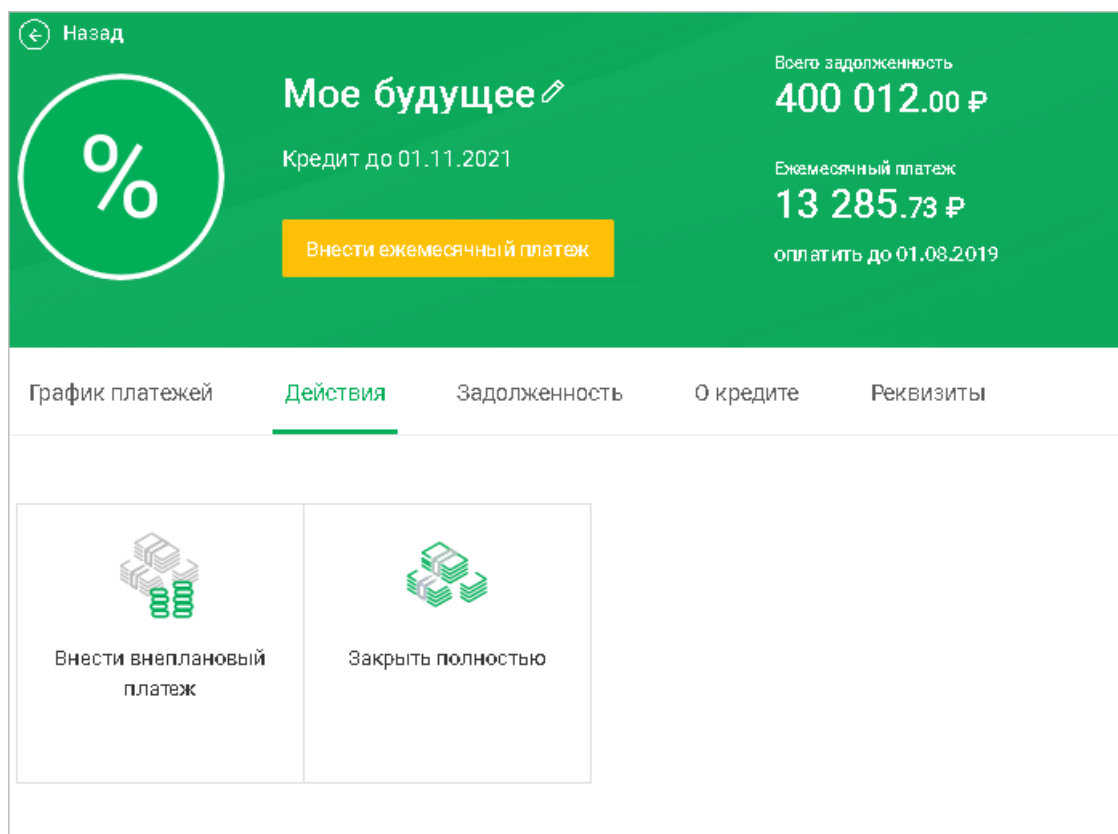 Назад
Мое будущее
Кредит до 01.11.2021
Внести ежемесячный платеж
Всего задолженность
400 012.00 ₽
Ежемесячный платеж
13 285.73 ₽
оплатить до 01.08.2019
%
График платежей Действия Задолженность О кредите Реквизиты
Внести внеплановый
платеж
Закрыть полностью